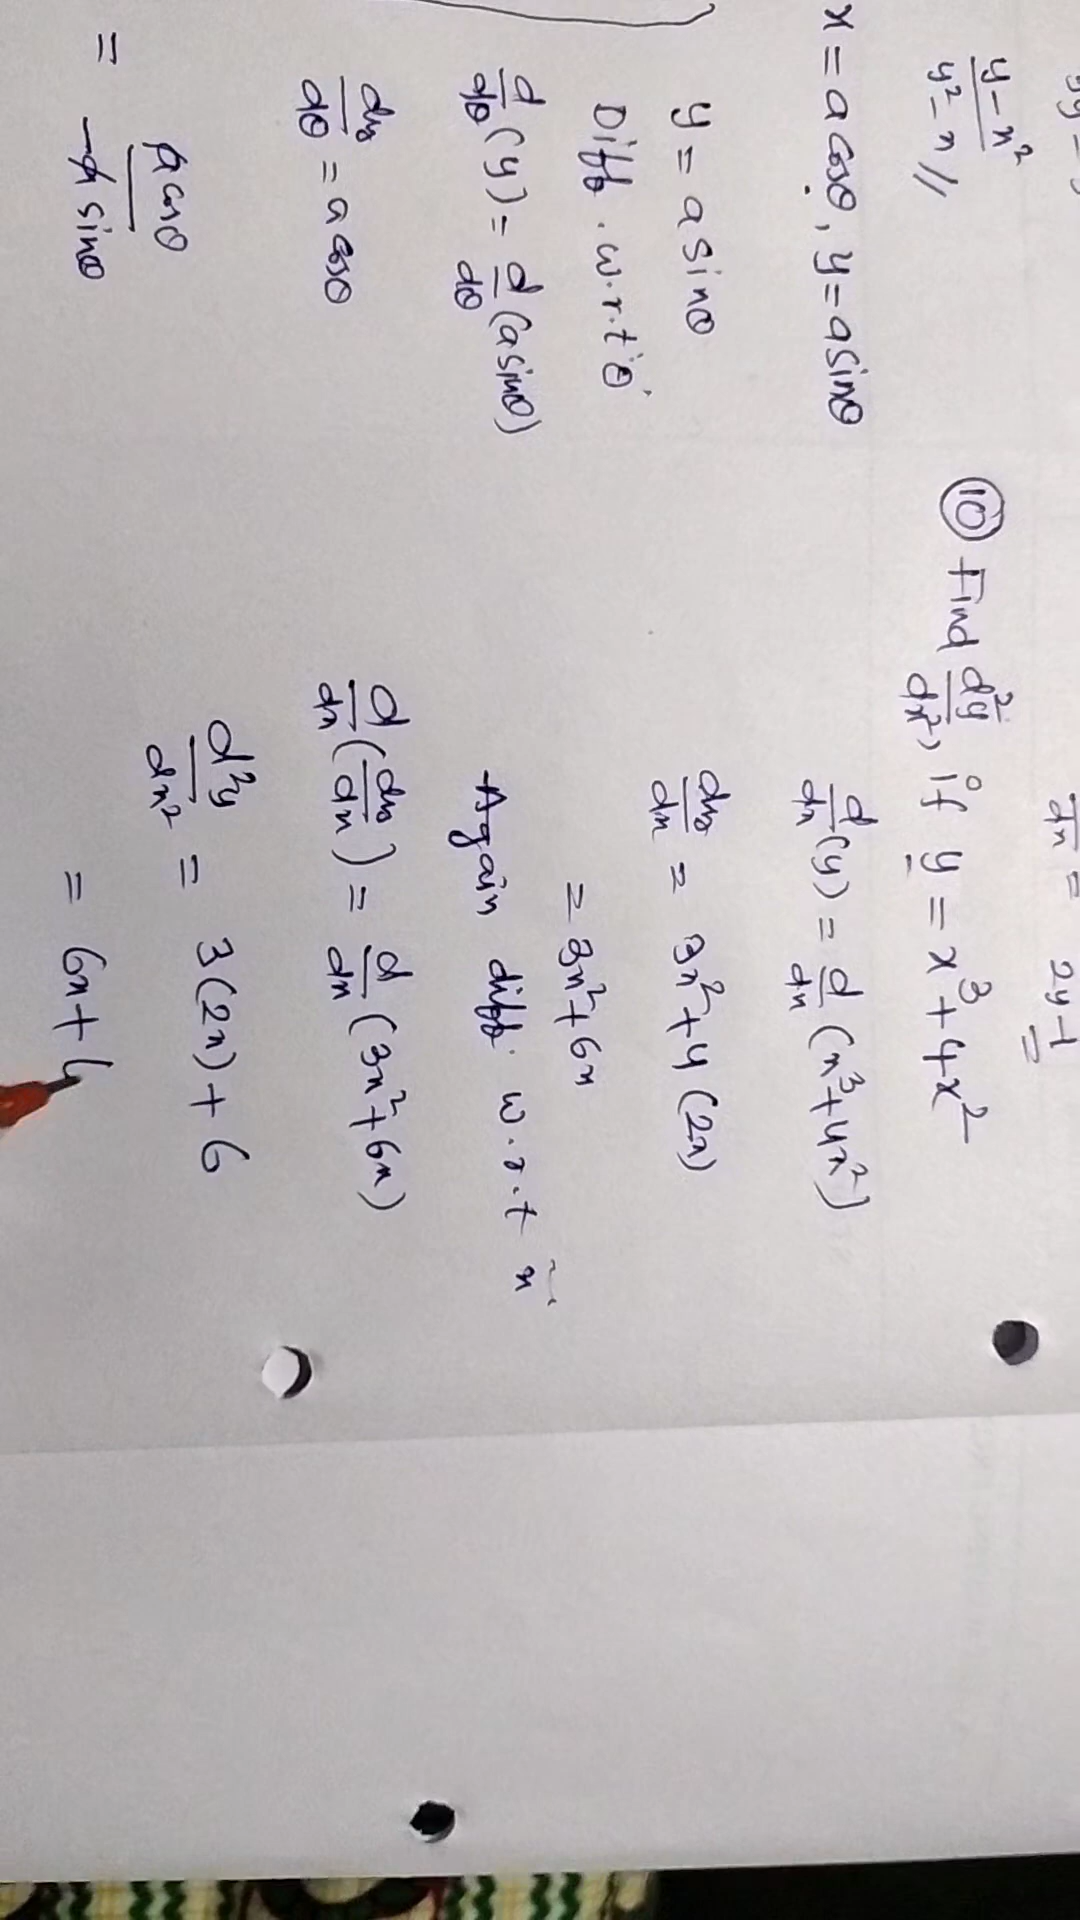 y - x²
y² - x //
x = a cosθ, y = a sinθ
y = a sinθ
Diff. w.r.t 'θ'
d/dθ (y) = d/dθ (a sinθ)
dy/dθ = a cosθ
= a cosθ / -a sinθ
= 2y-1
⑩ Find d²y/dx², if y = x³ + 4x²
d/dx (y) = d/dx (x³ + 4x²)
dy/dx = 3x² + 4(2x)
= 3x² + 6x
Again diff. w.r.t x
d/dx (dy/dx) = d/dx (3x² + 6x)
d²y/dx² = 3(2x) + 6
= 6x +